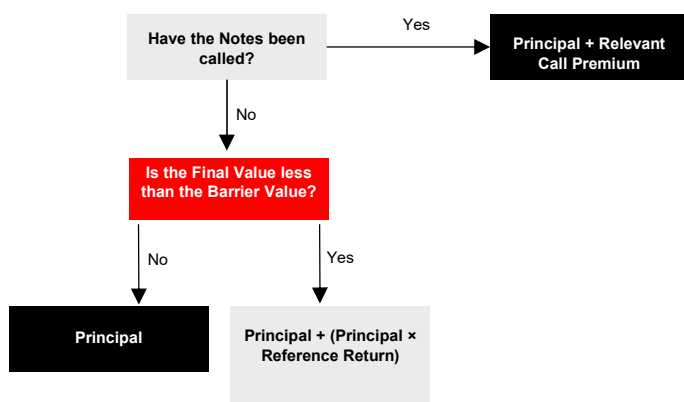 Have the Notes been
called?
Yes
Principal + Relevant
Call Premium
No
Is the Final Value less
than the Barrier Value?
No
Yes
Principal
Principal + (Principal ×
Reference Return)